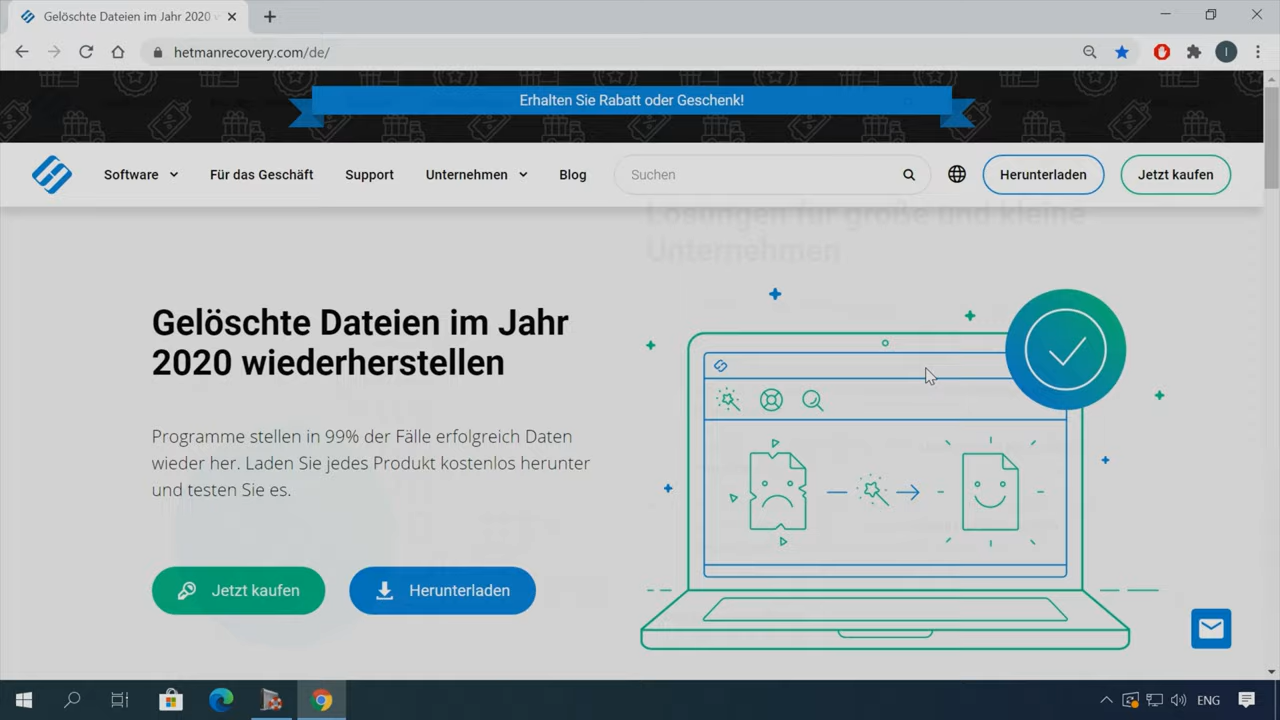 Gelöschte Dateien im Jahr 2020 w
hetmanrecovery.com/de/
I
Erhalten Sie Rabatt oder Geschenk!
Software
Für das Geschäft
Support
Unternehmen
Blog
Suchen
Herunterladen
Jetzt kaufen
Lösungen für große und kleine
Unternehmen
Gelöschte Dateien im Jahr
2020 wiederherstellen
Programme stellen in 99% der Fälle erfolgreich Daten
wieder her. Laden Sie jedes Produkt kostenlos herunter
und testen Sie es.
Jetzt kaufen
Herunterladen
ENG